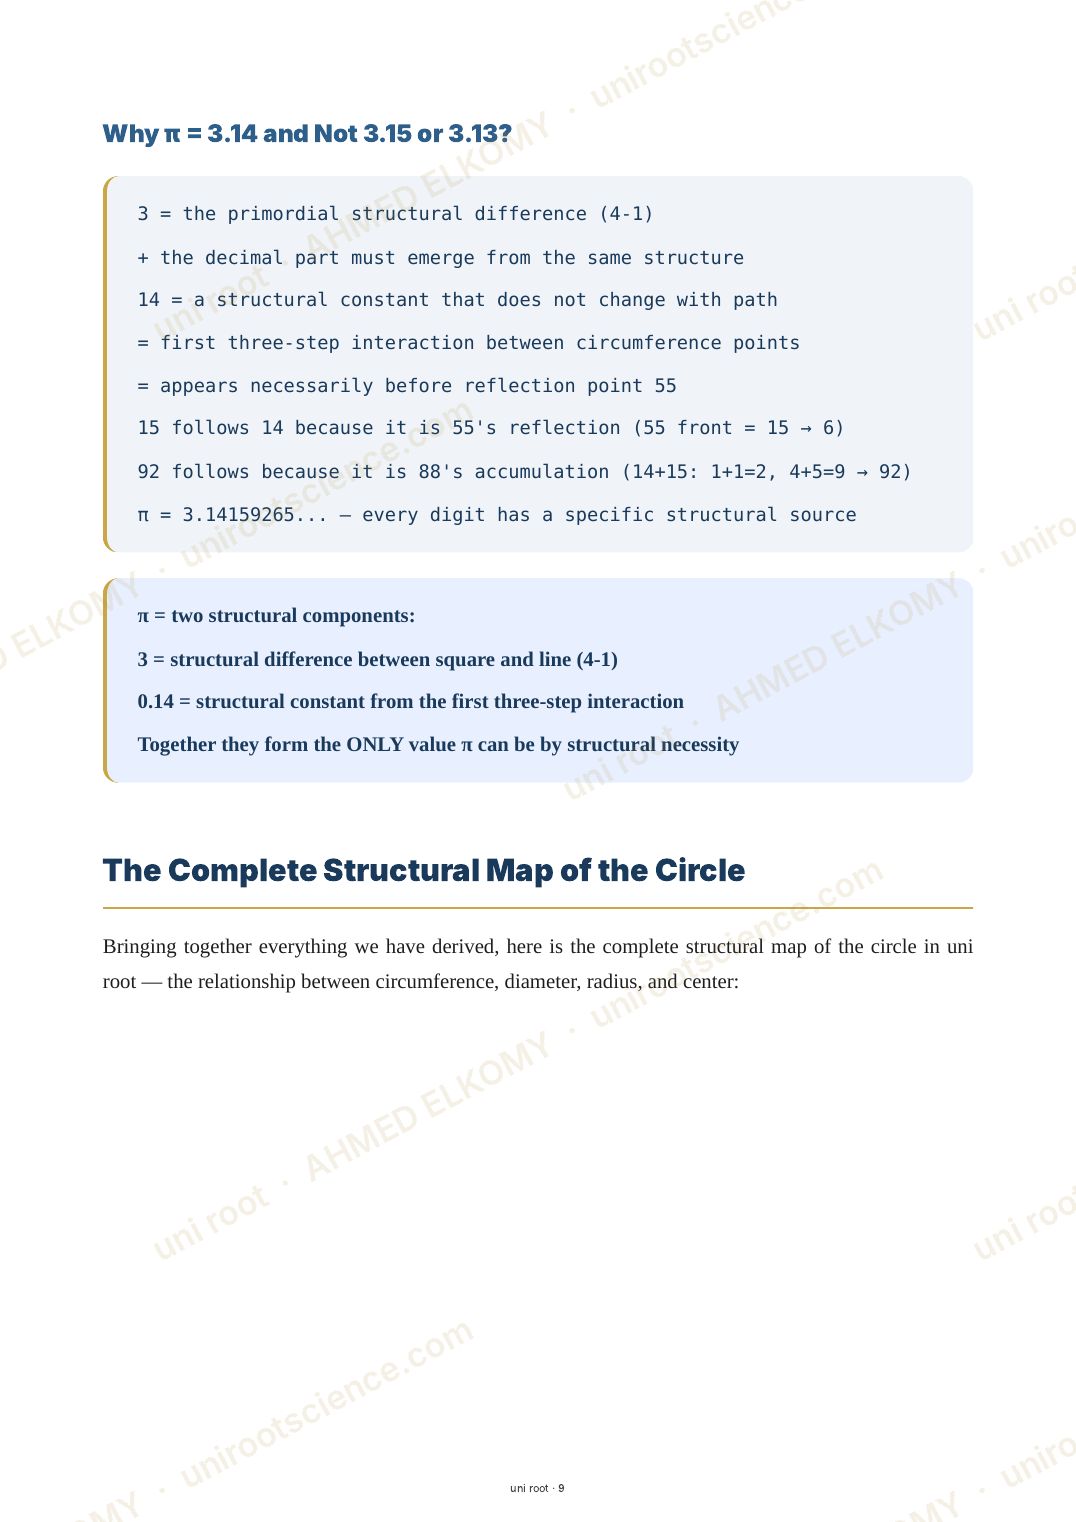 Why π = 3.14 and Not 3.15 or 3.13?
3 = the primordial structural difference (4-1)
+ the decimal part must emerge from the same structure
14 = a structural constant that does not change with path
= first three-step interaction between circumference points
= appears necessarily before reflection point 55
15 follows 14 because it is 55's reflection (55 front = 15 → 6)
92 follows because it is 88's accumulation (14+15: 1+1=2, 4+5=9 → 92)
π = 3.14159265... — every digit has a specific structural source
π = two structural components:
3 = structural difference between square and line (4-1)
0.14 = structural constant from the first three-step interaction
Together they form the ONLY value π can be by structural necessity
The Complete Structural Map of the Circle
Bringing together everything we have derived, here is the complete structural map of the circle in uni
root — the relationship between circumference, diameter, radius, and center:
uni root · 9
uni root · AHMED ELKOMY · unirootscience.com